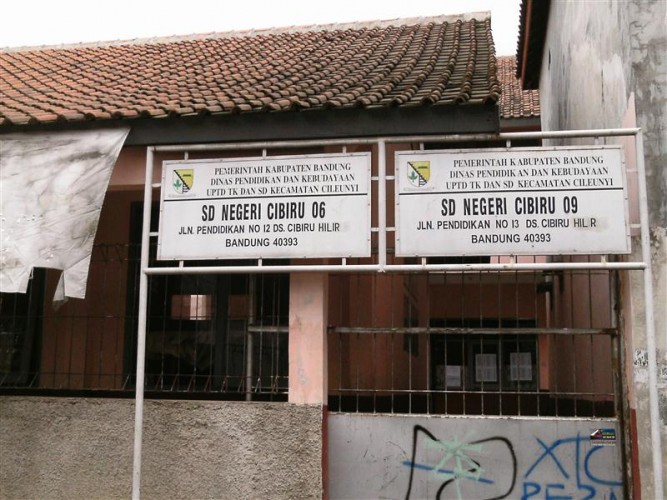 PEMERINTAH KABUPATEN BANDUNG
DINAS PENDIDIKAN DAN KEBUDAYAAN
UPTD TK DAN SD KECAMATAN CILEUNYI
SD NEGERI CIBIRU 06
JLN. PENDIDIKAN NO 12 DS. CIBIRU HILIR
BANDUNG 40393
PEMERINTAH KABUPATEN BANDUNG
DINAS PENDIDIKAN DAN KEBUDAYAAN
UPTD TK DAN SD KECAMATAN CILEUNYI
SD NEGERI CIBIRU 09
JLN. PENDIDIKAN NO 13 DS. CIBIRU HIL R
BANDUNG 40393
XTC